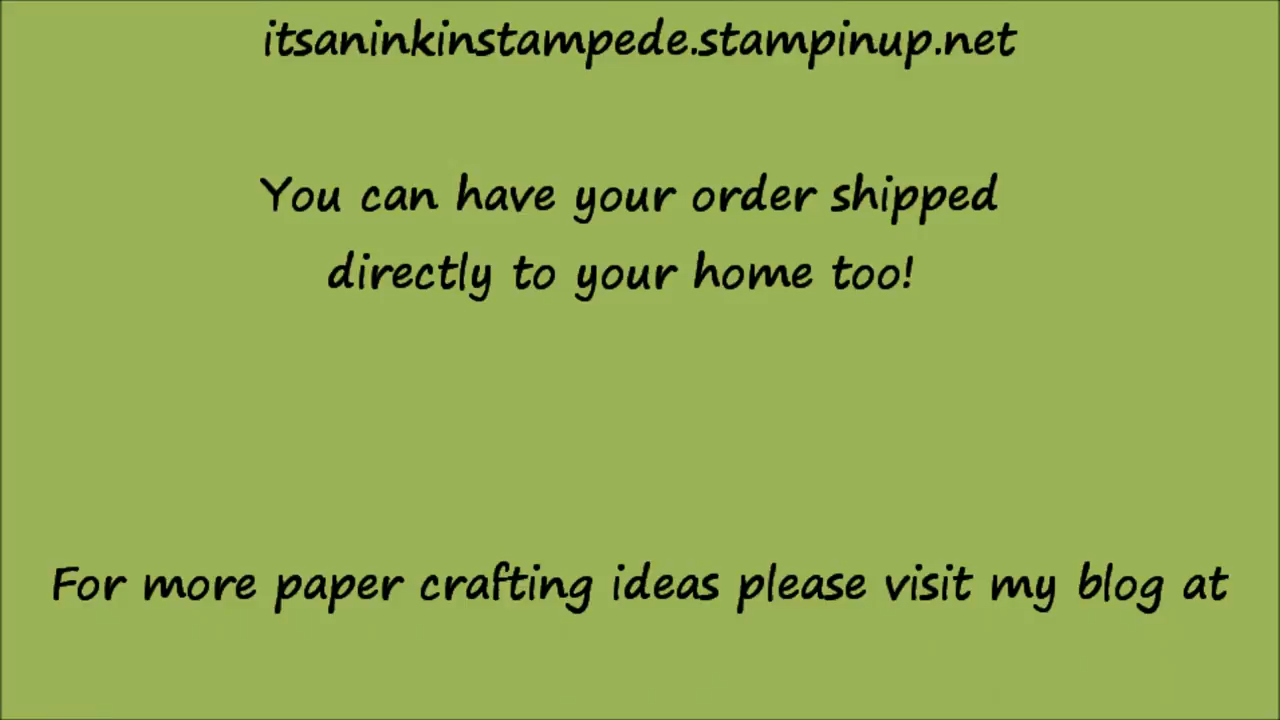 itsaninkinstampede.stampinup.net
You can have your order shipped
directly to your home too!
For more paper crafting ideas please visit my blog at